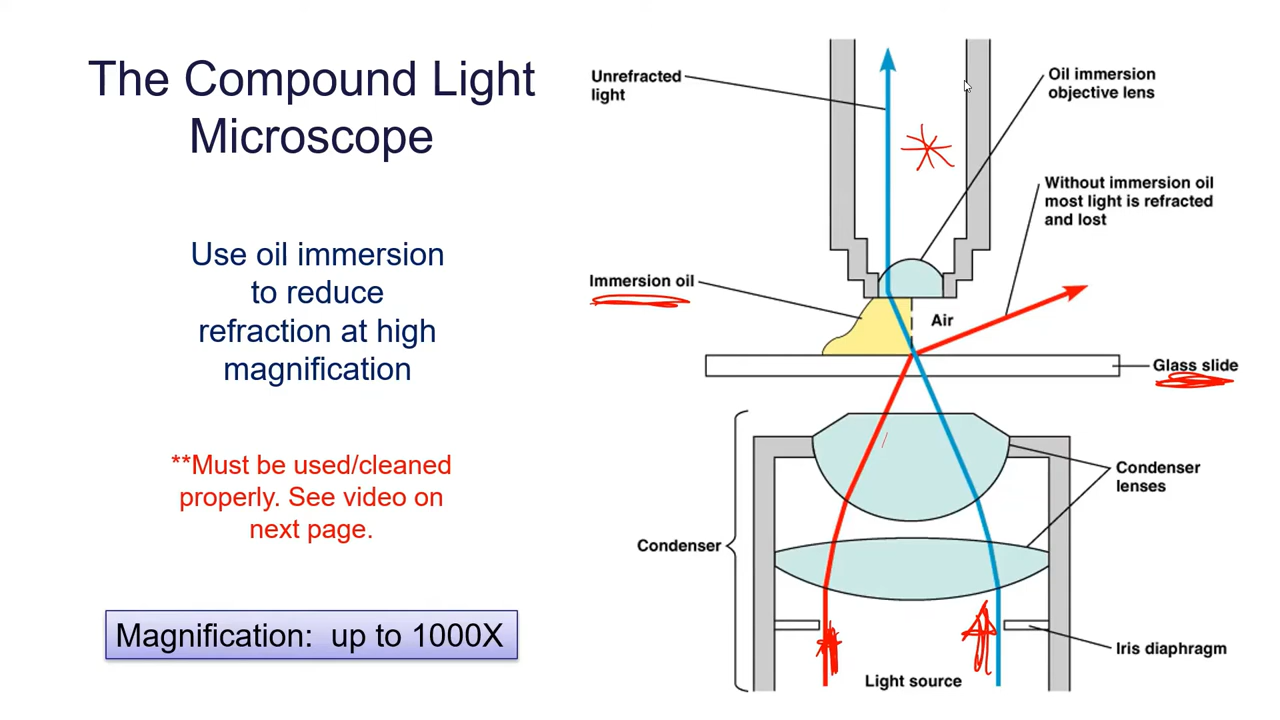 The Compound Light
Microscope
Use oil immersion
to reduce
refraction at high
magnification
**Must be used/cleaned
properly. See video on
next page.
Magnification:  up to 1000X
Unrefracted
light
Oil immersion
objective lens
Without immersion oil
most light is refracted
and lost
Immersion oil
Air
Glass slide
Condenser
lenses
Condenser
Iris diaphragm
Light source